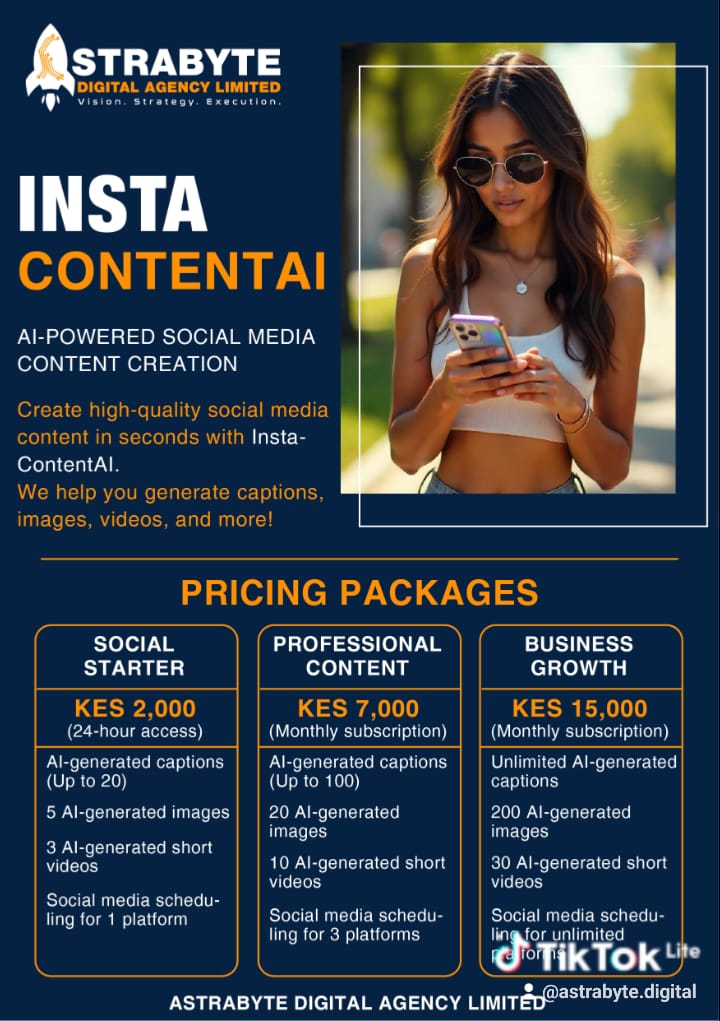 ASTRABYTE
DIGITAL AGENCY LIMITED
Vision. Strategy. Execution.
INSTA
CONTENTAI
AI-POWERED SOCIAL MEDIA
CONTENT CREATION
Create high-quality social media
content in seconds with Insta-
ContentAI.
We help you generate captions,
images, videos, and more!
PRICING PACKAGES
SOCIAL
STARTER
KES 2,000
(24-hour access)
AI-generated captions
(Up to 20)
5 AI-generated images
3 AI-generated short
videos
Social media schedu-
ling for 1 platform
PROFESSIONAL
CONTENT
KES 7,000
(Monthly subscription)
AI-generated captions
(Up to 100)
20 AI-generated
images
10 AI-generated short
videos
Social media schedu-
ling for 3 platforms
BUSINESS
GROWTH
KES 15,000
(Monthly subscription)
Unlimited AI-generated
captions
200 AI-generated
images
30 AI-generated short
videos
Social media schedu-
ling for unlimited
platforms
TikTok Lite
@astrabyte.digital
ASTRABYTE DIGITAL AGENCY LIMITED